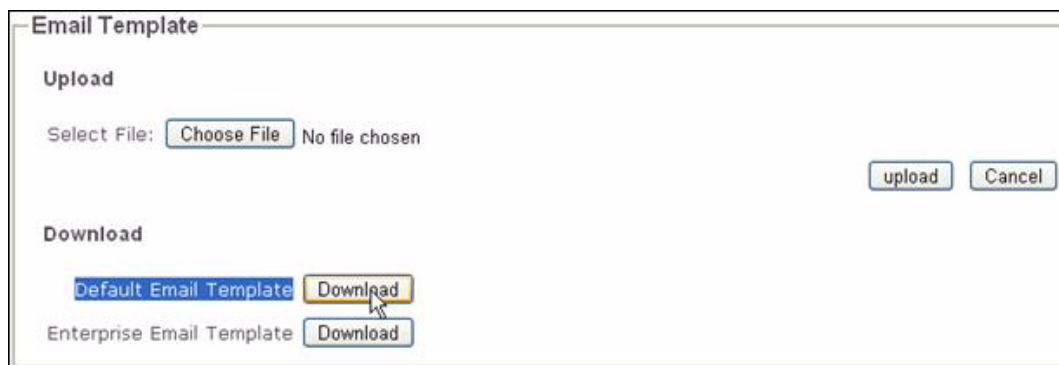 Email Template
Upload
Select File: Choose File No file chosen
upload Cancel
Download
Default Email Template Download
Enterprise Email Template Download